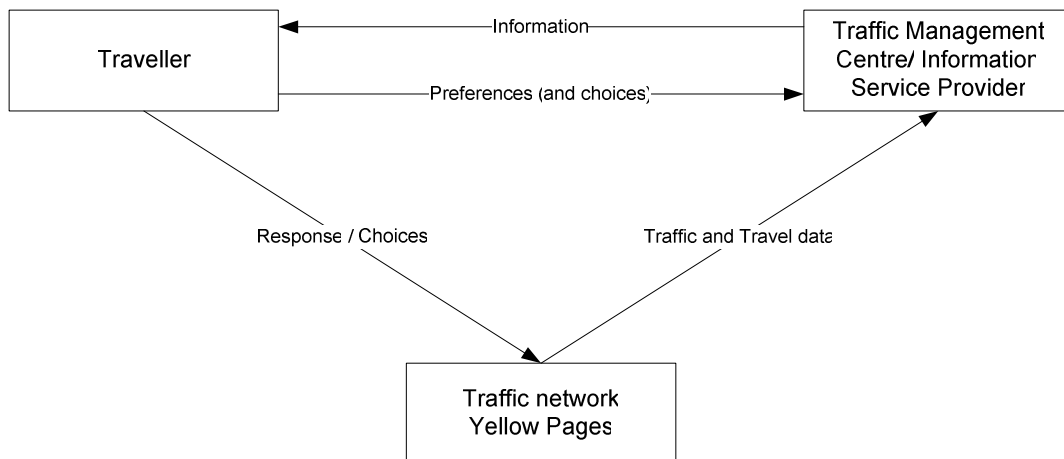 Traveller
Information
Traffic Management
Centre/ Information
Service Provider
Preferences (and choices)
Response / Choices
Traffic and Travel data
Traffic network
Yellow Pages